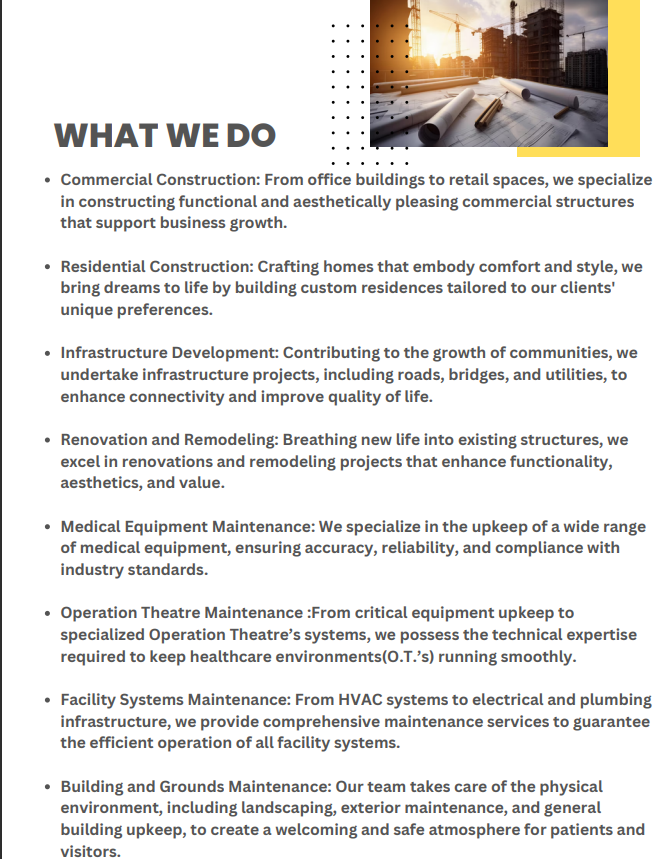 WHAT WE DO
• Commercial Construction: From office buildings to retail spaces, we specialize
in constructing functional and aesthetically pleasing commercial structures
that support business growth.
• Residential Construction: Crafting homes that embody comfort and style, we
bring dreams to life by building custom residences tailored to our clients'
unique preferences.
• Infrastructure Development: Contributing to the growth of communities, we
undertake infrastructure projects, including roads, bridges, and utilities, to
enhance connectivity and improve quality of life.
• Renovation and Remodeling: Breathing new life into existing structures, we
excel in renovations and remodeling projects that enhance functionality,
aesthetics, and value.
• Medical Equipment Maintenance: We specialize in the upkeep of a wide range
of medical equipment, ensuring accuracy, reliability, and compliance with
industry standards.
• Operation Theatre Maintenance :From critical equipment upkeep to
specialized Operation Theatre’s systems, we possess the technical expertise
required to keep healthcare environments(O.T.’s) running smoothly.
• Facility Systems Maintenance: From HVAC systems to electrical and plumbing
infrastructure, we provide comprehensive maintenance services to guarantee
the efficient operation of all facility systems.
• Building and Grounds Maintenance: Our team takes care of the physical
environment, including landscaping, exterior maintenance, and general
building upkeep, to create a welcoming and safe atmosphere for patients and
visitors.